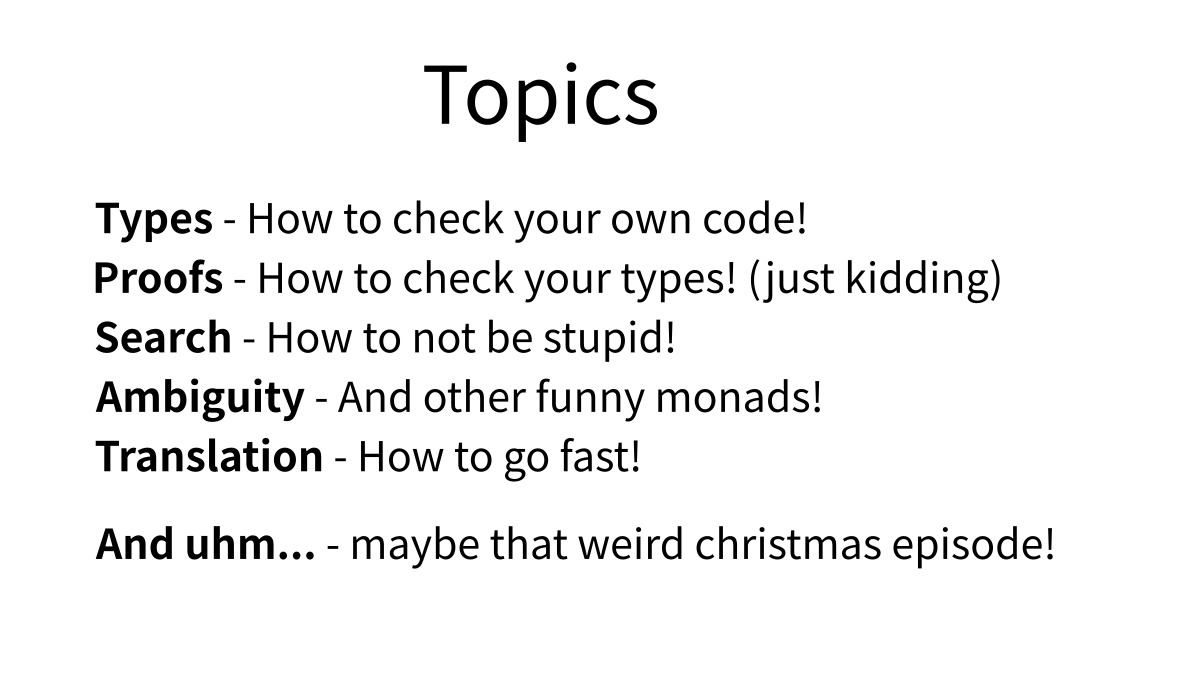 Topics
Types - How to check your own code!
Proofs - How to check your types! (just kidding)
Search - How to not be stupid!
Ambiguity - And other funny monads!
Translation - How to go fast!
And uhm... - maybe that weird christmas episode!